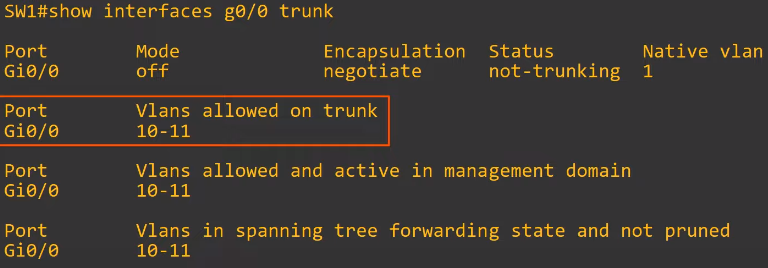 SW1#show interfaces g0/0 trunk
Port Mode Encapsulation Status Native vlan
Gi0/0 off negotiate not-trunking 1
Port Vlans allowed on trunk
Gi0/0 10-11
Port Vlans allowed and active in management domain
Gi0/0 10-11
Port Vlans in spanning tree forwarding state and not pruned
Gi0/0 10-11